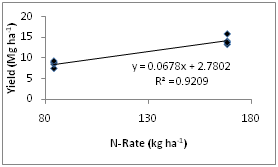 20
15
10
5
0
Yield (Mg ha⁻¹)
y = 0.0678x + 2.7802
R² = 0.9209
80
130
180
N-Rate (kg ha⁻¹)